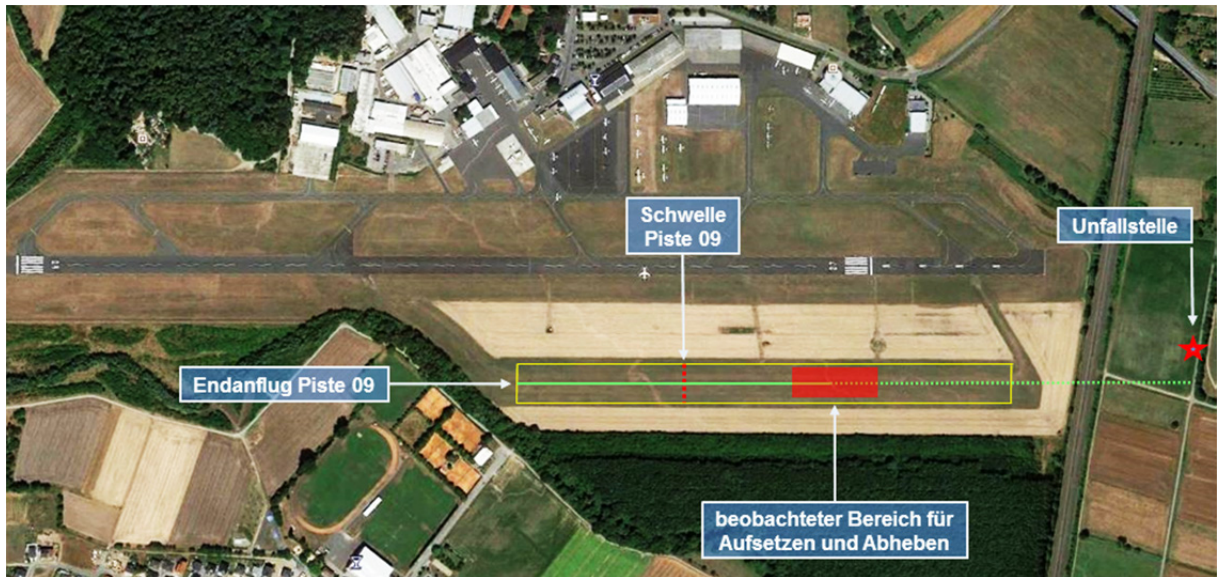 Schwelle
Piste 09
Unfallstelle
Endanflug Piste 09
beobachteter Bereich für
Aufsetzen und Abheben